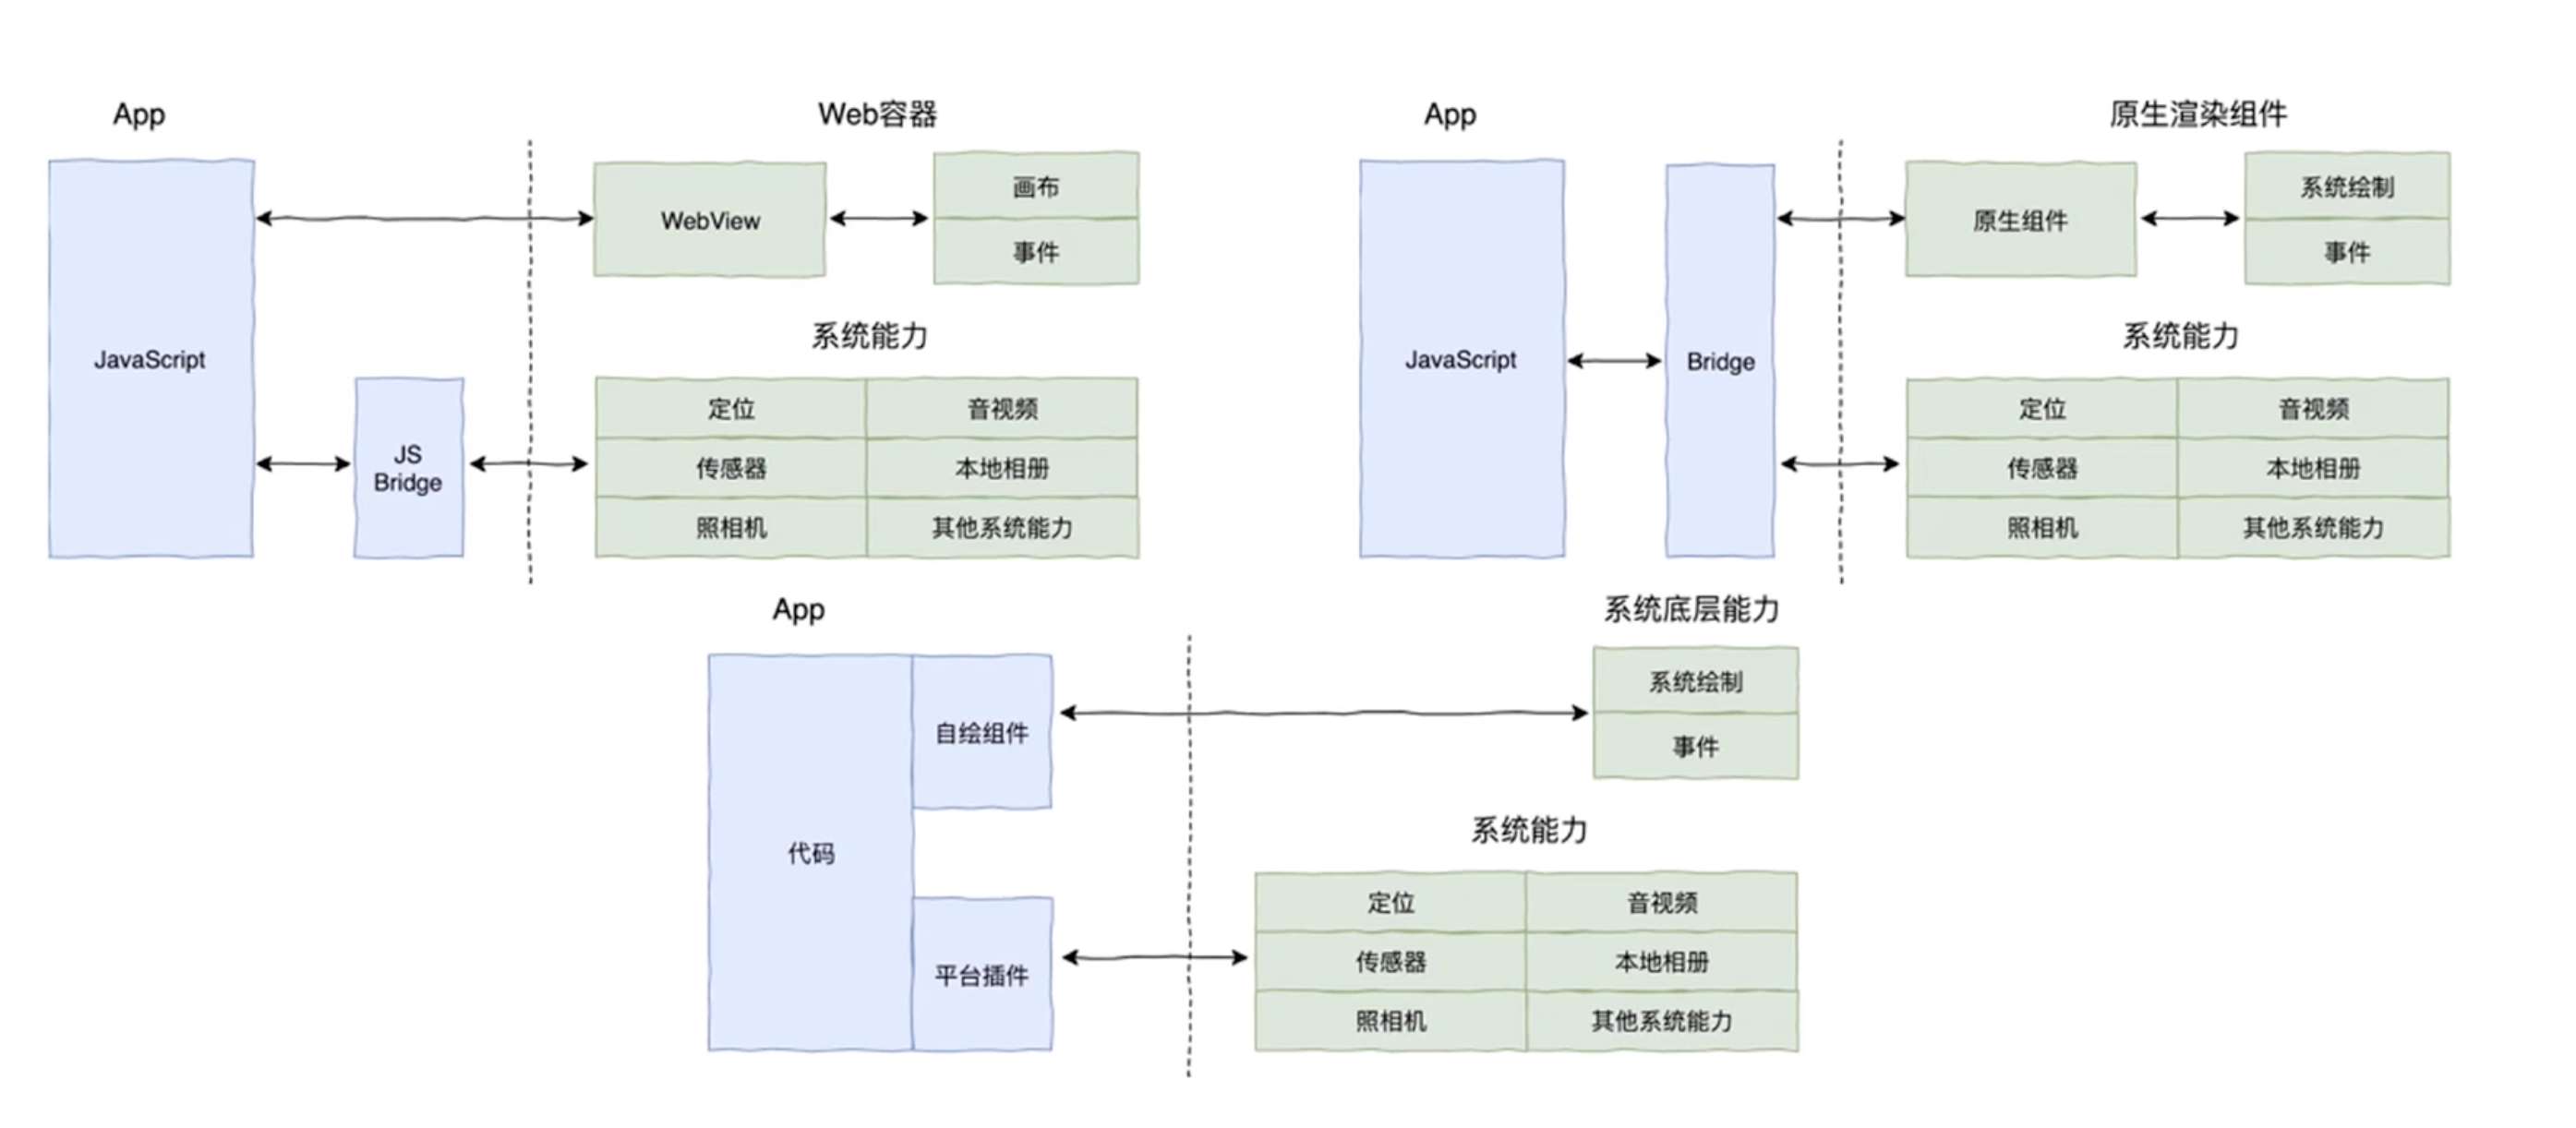 App
Web容器
JavaScript
WebView
画布
事件
系统能力
JS
Bridge
定位
音视频
传感器
本地相册
照相机
其他系统能力
App
原生渲染组件
JavaScript
Bridge
原生组件
系统绘制
事件
系统能力
定位
音视频
传感器
本地相册
照相机
其他系统能力
App
系统底层能力
代码
自绘组件
系统绘制
事件
系统能力
平台插件
定位
音视频
传感器
本地相册
照相机
其他系统能力